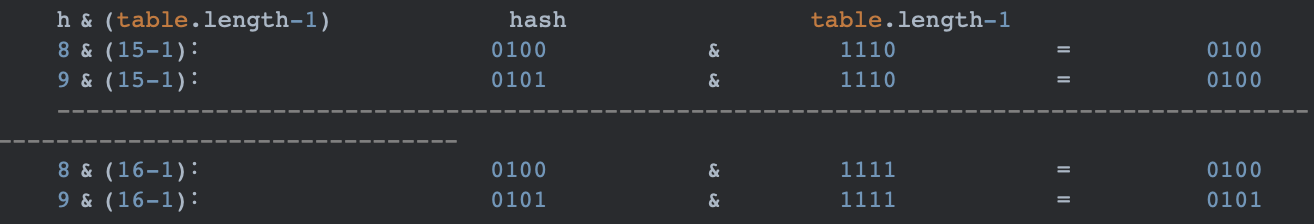 h & (table.length-1) hash table.length-1
8 & (15-1): 0100 & 1110 = 0100
9 & (15-1): 0101 & 1110 = 0100
-----------------------------------------------------------------------------------------------------------------------
8 & (16-1): 0100 & 1111 = 0100
9 & (16-1): 0101 & 1111 = 0101